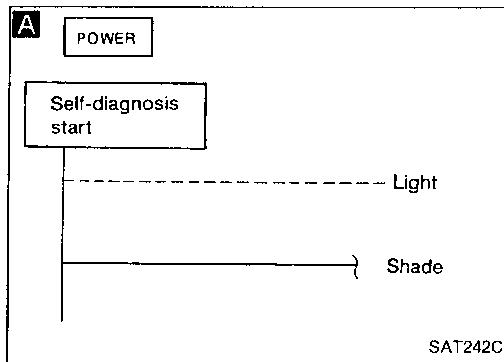 A
POWER
Self-diagnosis
start
Light
Shade
SAT242C